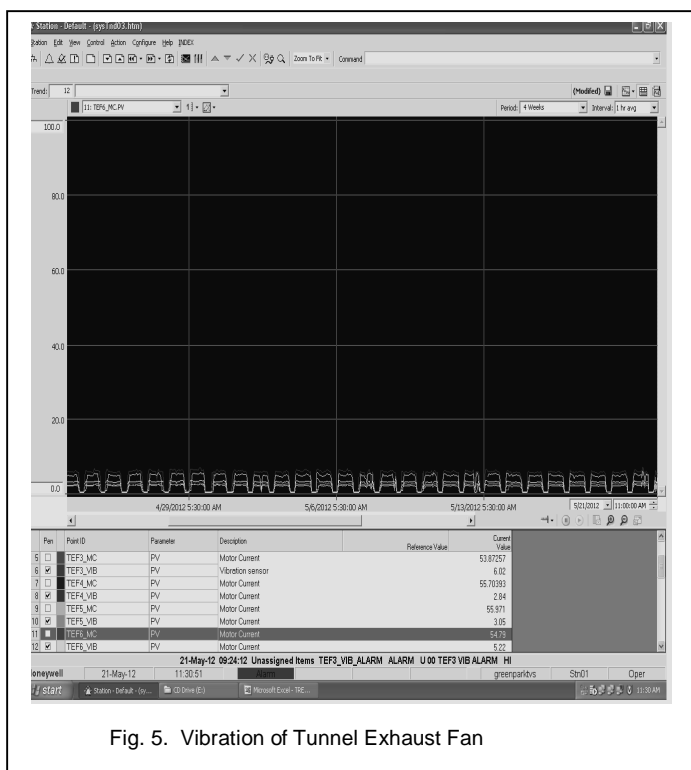 Station - Default - (sysTnd03.htm)
Station Edit View Control Action Configure Help INDEX
Zoom To Fit Command
Trend: 12 (Modified)
11: TEF6_MC.PV Period: 4 Weeks Interval: 1 hr avg
100.0
80.0
60.0
40.0
20.0
0.0
4/29/2012 5:30:00 AM 5/6/2012 5:30:00 AM 5/13/2012 5:30:00 AM 5/21/2012 11:00:00 AM
Pen Point ID Parameter Description Reference Value Current Value
5 TEF3_MC PV Motor Current 53.87257
6 TEF3_VIB PV Vibration sensor 6.02
7 TEF4_MC PV Motor Current 55.70393
8 TEF4_VIB PV Motor Current 2.84
9 TEF5_MC PV Motor Current 55.971
10 TEF5_VIB PV Motor Current 3.05
11 TEF6_MC PV Motor Current 54.79
12 TEF6_VIB PV Motor Current 5.22
21-May-12 09:24:12 Unassigned Items TEF3_VIB_ALARM ALARM U 00 TEF3 VIB ALARM HI
oneywell 21-May-12 11:30:51 Alarm greenparktvs Stn01 Oper
start Station - Default - (sy... CD Drive (E:) Microsoft Excel - TRE... 11:30 AM
Fig. 5. Vibration of Tunnel Exhaust Fan